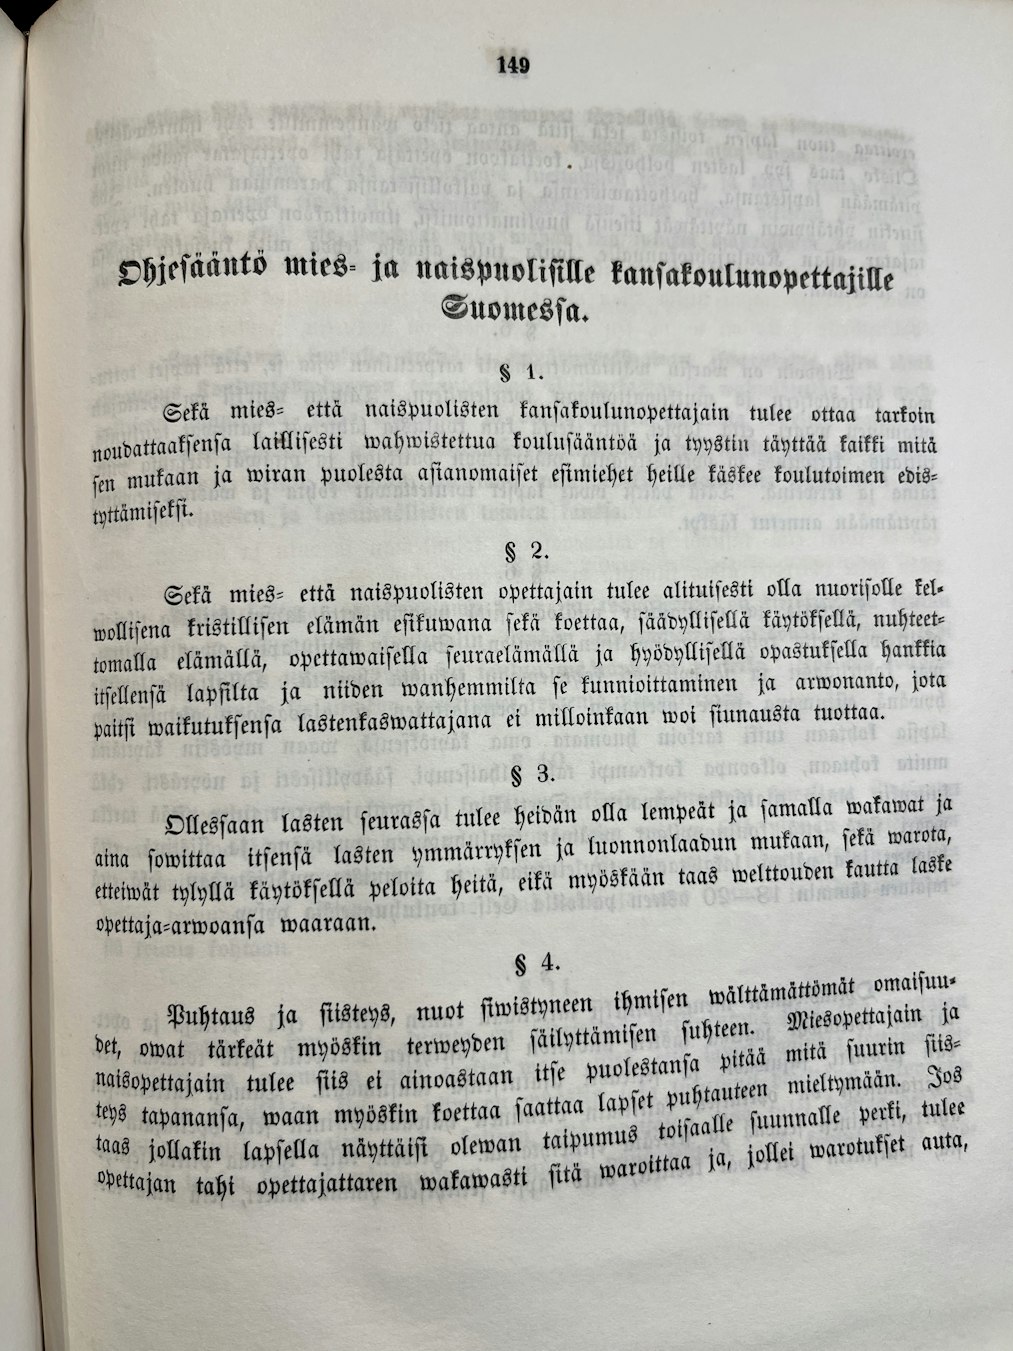 149
Ohjesääntö mies- ja naispuolisille kansakoulunopettajille
Suomessa.
§ 1.
Sekä mies- että naispuolisten kansakoulunopettajain tulee ottaa tarkoin
noudattaaksensa laillisesti wahwistettua koulusääntöä ja tyystin täyttää kaikki mitä
sen mukaan ja wiran puolesta asianomaiset esimiehet heille käskee koulutoimen edis-
tyttämiseksi.
§ 2.
Sekä mies- että naispuolisten opettajain tulee alituisesti olla nuorisolle kel-
wollisena kristillisen elämän esikuwana sekä koettaa, säädyllisellä käytöksellä, nuhteet-
tomalla elämällä, opettawaisella seuraelämällä ja hyödyllisellä opastuksella hankkia
itsellensä lapsilta ja niiden wanhemmilta se kunnioittaminen ja arwonanto, jota
paitsi waikutuksensa lastenkaswattajana ei milloinkaan woi siunausta tuottaa.
§ 3.
Ollessaan lasten seurassa tulee heidän olla lempeät ja samalla wakawat ja
aina sowittaa itsensä lasten ymmärryksen ja luonnonlaadun mukaan, sekä warota,
etteiwät tylyllä käytöksellä peloita heitä, eikä myöskään taas welttouden kautta laske
opettaja-arwoansa waaraan.
§ 4.
Puhtaus ja siisteys, nuot siwistyneen ihmisen wälttämättömät omaisuu-
det, owat tärkeät myöskin terweyden säilyttämisen suhteen. Miesopettajain ja
naisopettajain tulee siis ei ainoastaan itse puolestansa pitää mitä suurin siis-
teys tapanansa, waan myöskin koettaa saattaa lapset puhtauteen mieltymään. Jos
taas jollakin lapsella näyttäisi olewan taipumus toisaalle suunnalle perki, tulee
opettajan tahi opettajattaren wakawasti sitä waroittaa ja, jollei warotukset auta,